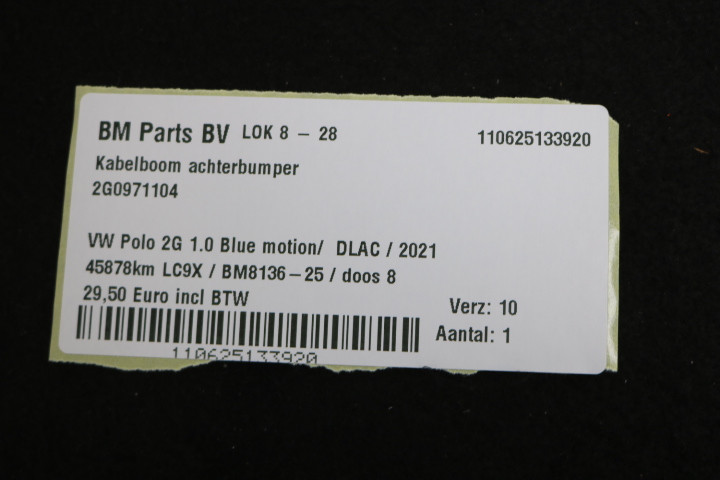 BM Parts BV LOK 8 - 28 110625133920
Kabelboom achterbumper
2G0971104
VW Polo 2G 1.0 Blue motion/ DLAC / 2021
45878km LC9X / BM8136-25 / doos 8
29,50 Euro incl BTW Verz: 10
Aantal: 1
110625133920